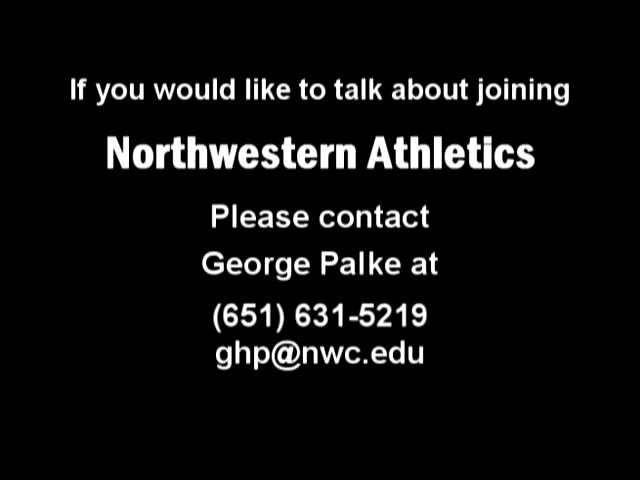 If you would like to talk about joining
Northwestern Athletics
Please contact
George Palke at
(651) 631-5219
ghp@nwc.edu